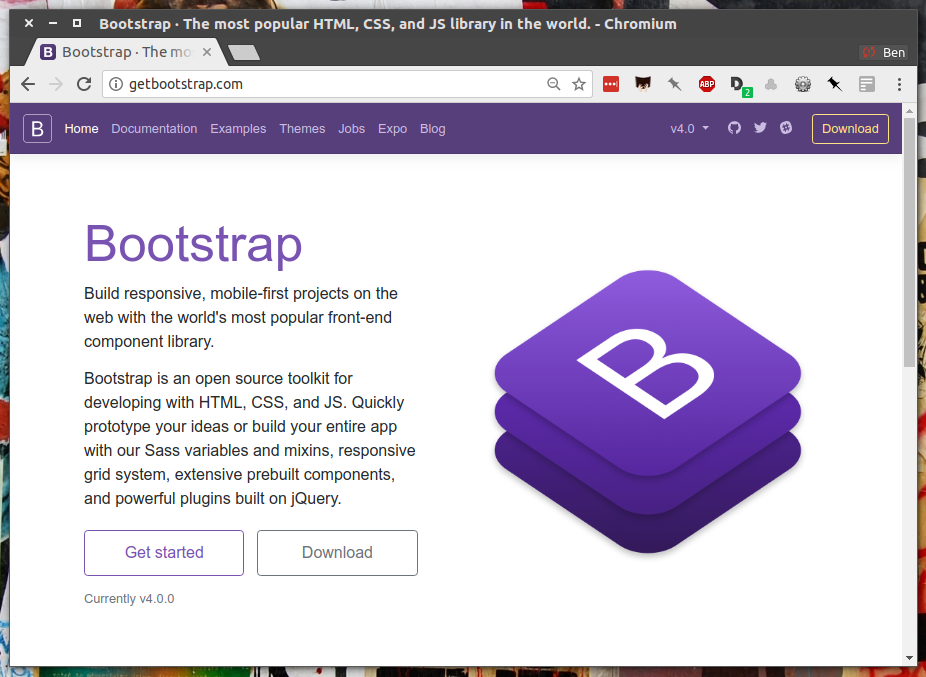 Bootstrap · The most popular HTML, CSS, and JS library in the world. - Chromium
B Bootstrap · The mo
Ben
getbootstrap.com
ABP
D 2
B Home Documentation Examples Themes Jobs Expo Blog v4.0 Download
Bootstrap
Build responsive, mobile-first projects on the
web with the world's most popular front-end
component library.
Bootstrap is an open source toolkit for
developing with HTML, CSS, and JS. Quickly
prototype your ideas or build your entire app
with our Sass variables and mixins, responsive
grid system, extensive prebuilt components,
and powerful plugins built on jQuery.
Get started Download
Currently v4.0.0
B